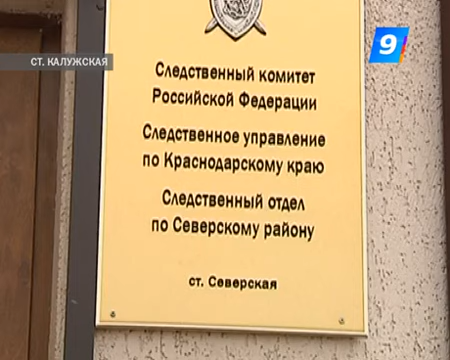 СТ. КАЛУЖСКАЯ
9
Следственный комитет
Российской Федерации
Следственное управление
по Краснодарскому краю
Следственный отдел
по Северскому району
ст. Северская